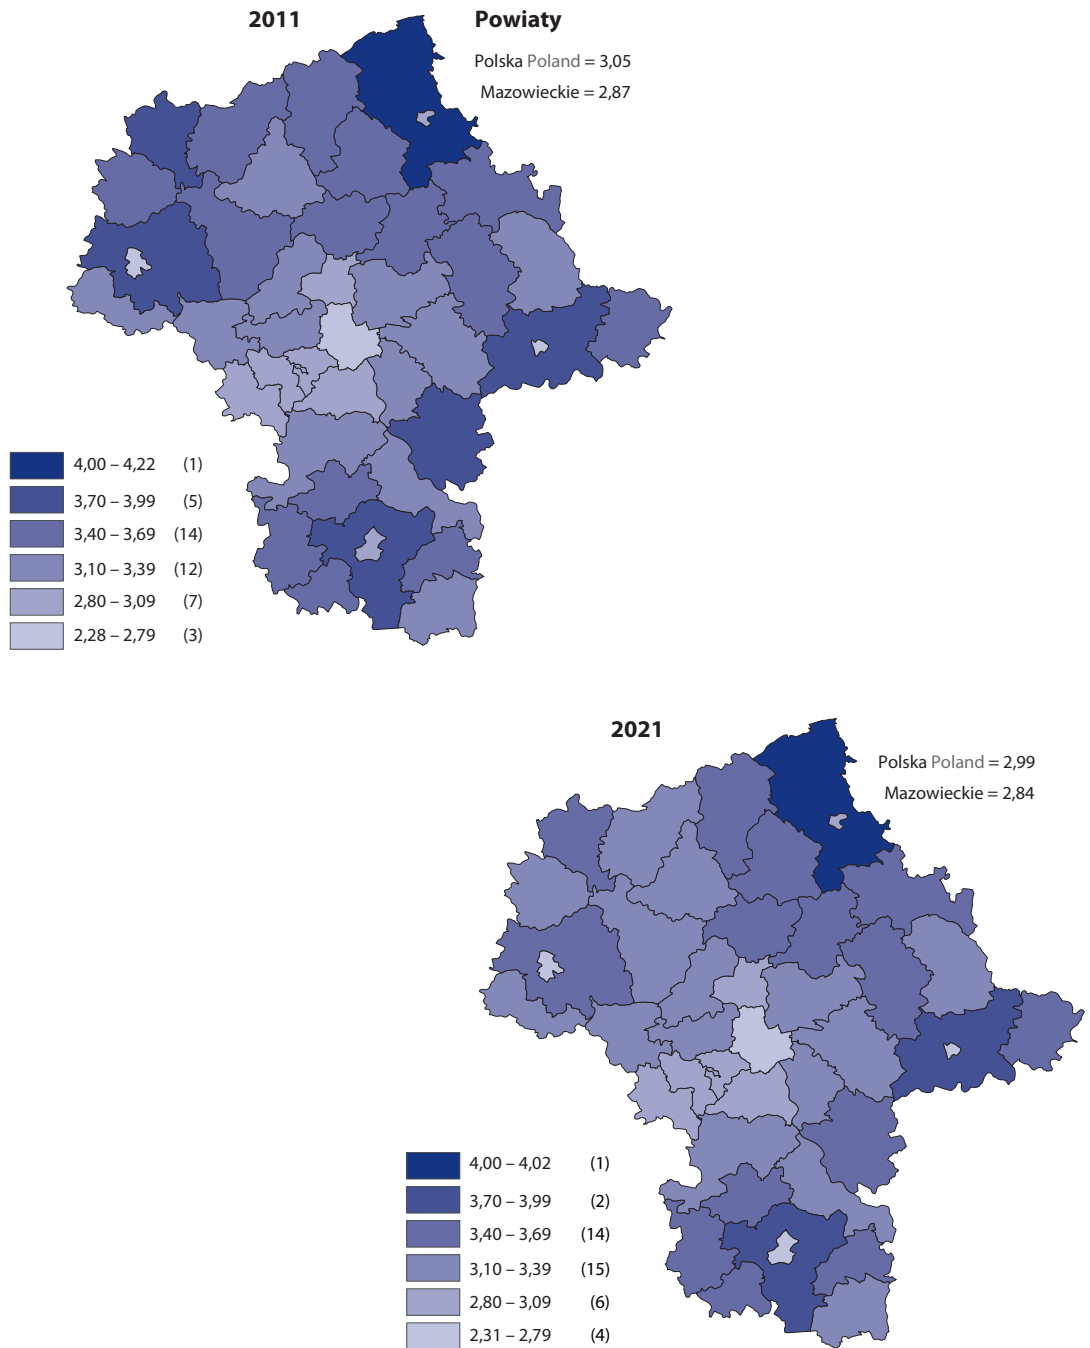 2011
Powiaty
Polska Poland = 3,05
Mazowieckie = 2,87
4,00 – 4,22 (1)
3,70 – 3,99 (5)
3,40 – 3,69 (14)
3,10 – 3,39 (12)
2,80 – 3,09 (7)
2,28 – 2,79 (3)
2021
Polska Poland = 2,99
Mazowieckie = 2,84
4,00 – 4,02 (1)
3,70 – 3,99 (2)
3,40 – 3,69 (14)
3,10 – 3,39 (15)
2,80 – 3,09 (6)
2,31 – 2,79 (4)